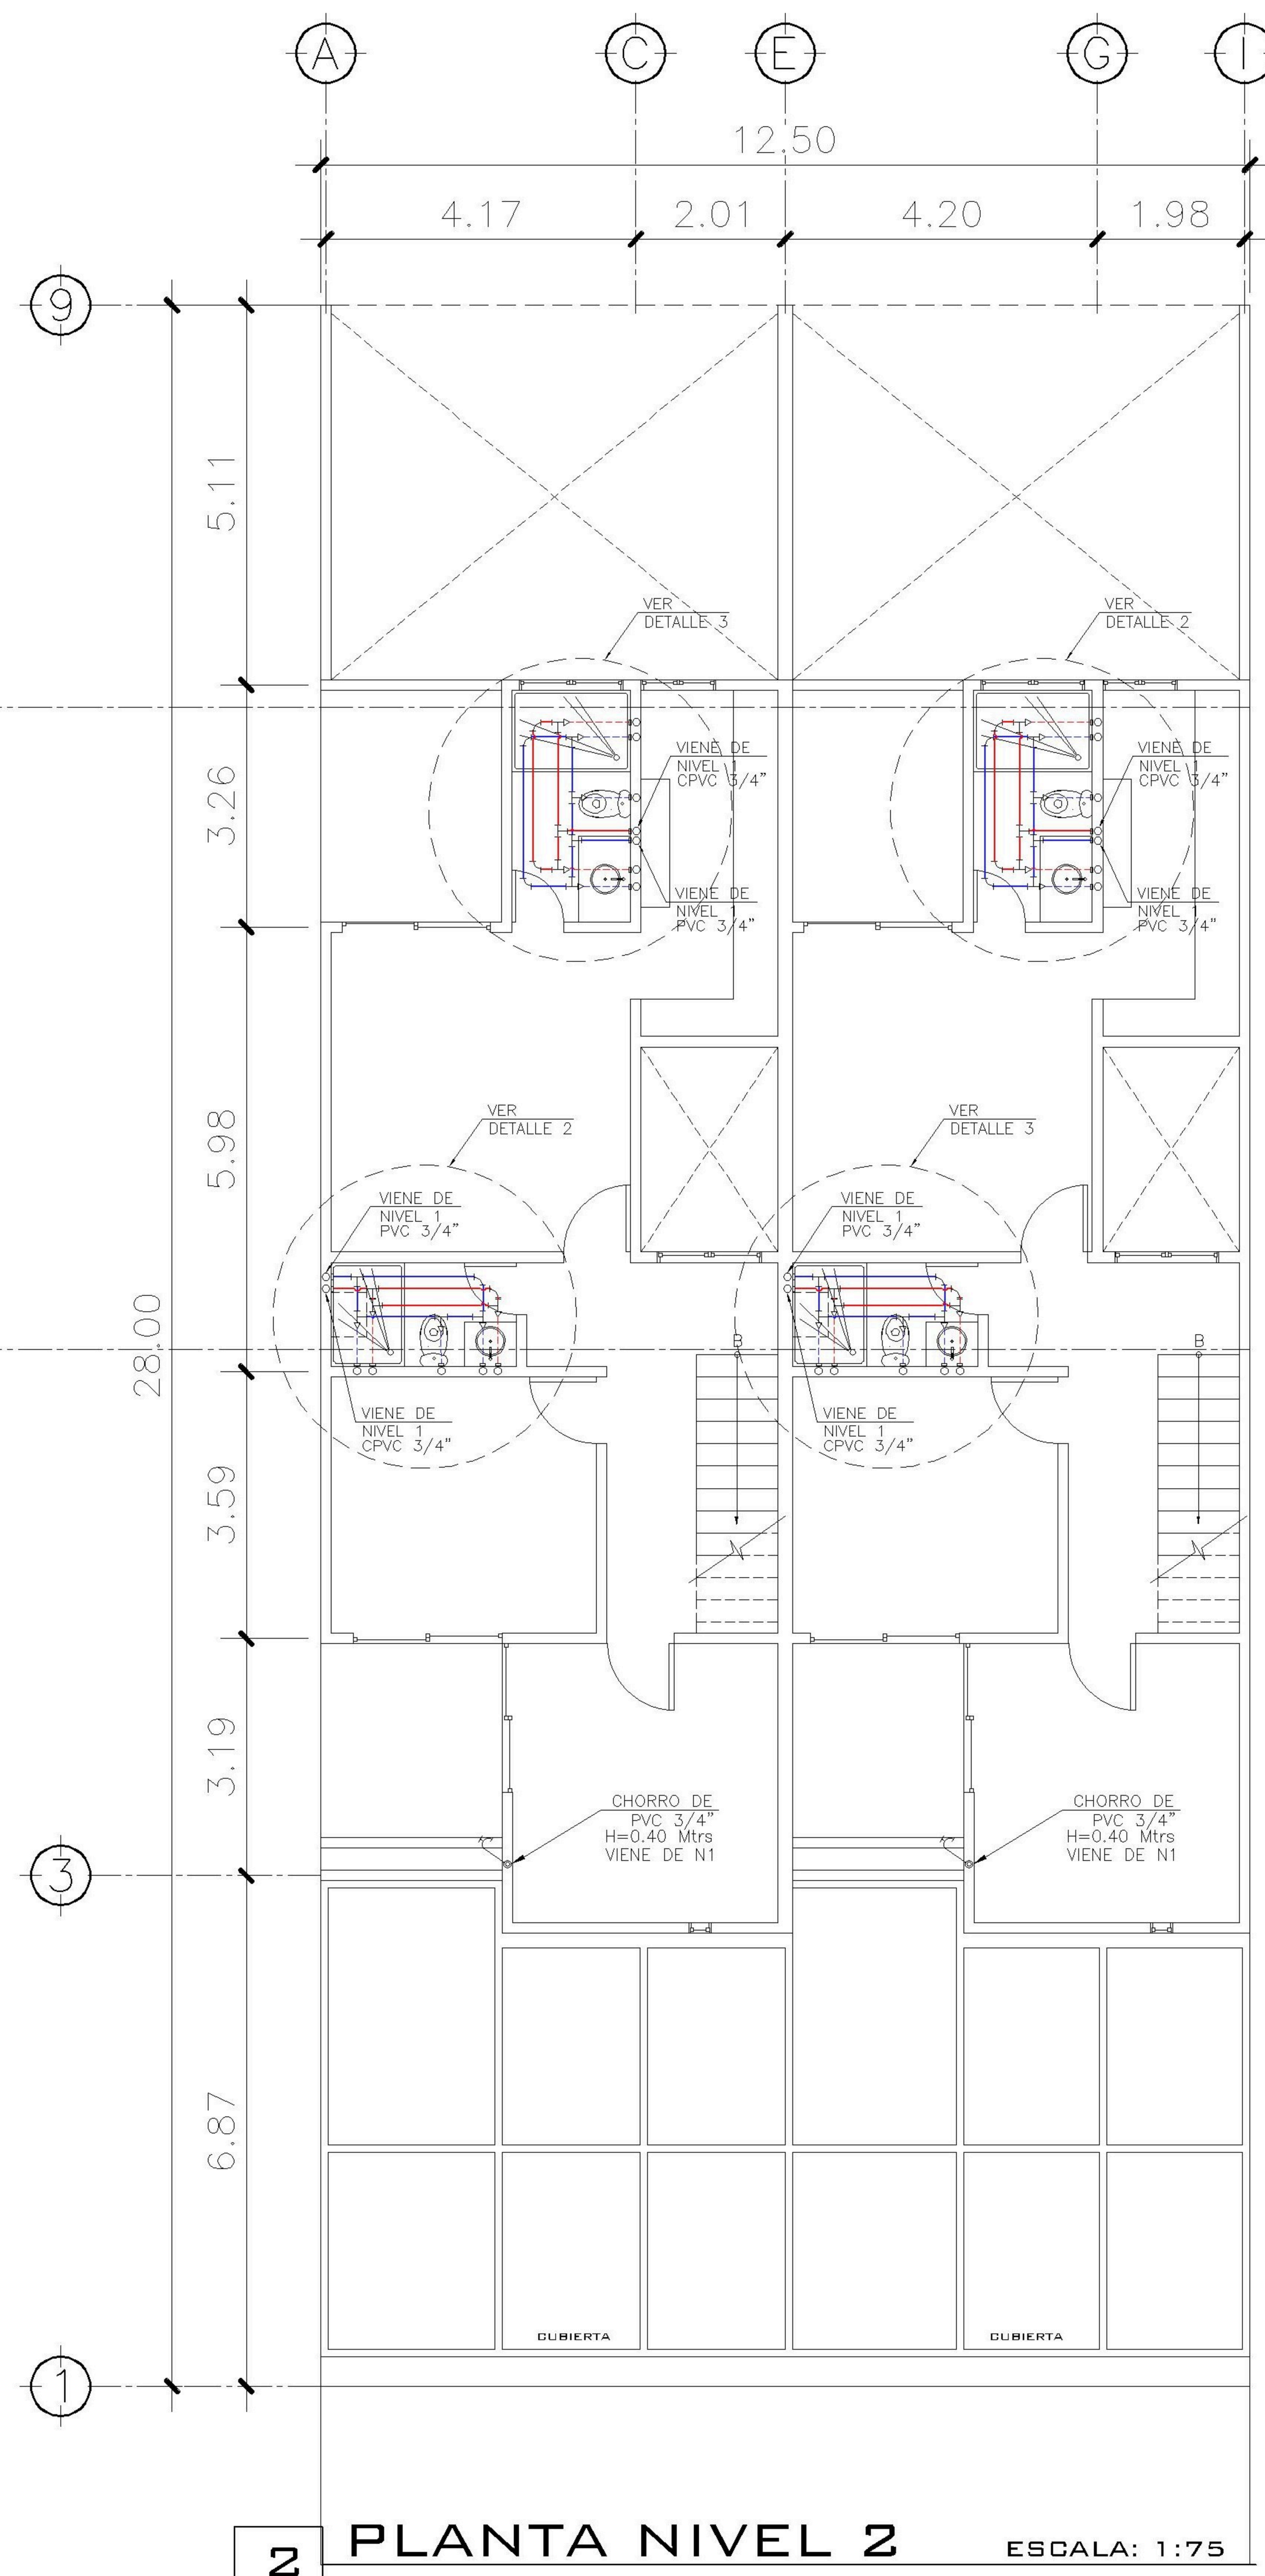 A
C
E
G
I
12.50
4.17
2.01
4.20
1.98
9
5.11
VER
DETALLE 3
VER
DETALLE 2
3.26
VIENE DE
NIVEL 1
CPVC 3/4"
VIENE DE
NIVEL 1
CPVC 3/4"
VIENE DE
NIVEL 1
PVC 3/4"
VIENE DE
NIVEL 1
PVC 3/4"
5.98
VER
DETALLE 2
VER
DETALLE 3
VIENE DE
NIVEL 1
PVC 3/4"
VIENE DE
NIVEL 1
PVC 3/4"
28.00
B
B
VIENE DE
NIVEL 1
CPVC 3/4"
VIENE DE
NIVEL 1
CPVC 3/4"
3.59
3.19
CHORRO DE
PVC 3/4"
H=0.40 Mtrs
VIENE DE N1
CHORRO DE
PVC 3/4"
H=0.40 Mtrs
VIENE DE N1
3
6.87
CUBIERTA
CUBIERTA
1
2
PLANTA NIVEL 2
ESCALA: 1:75